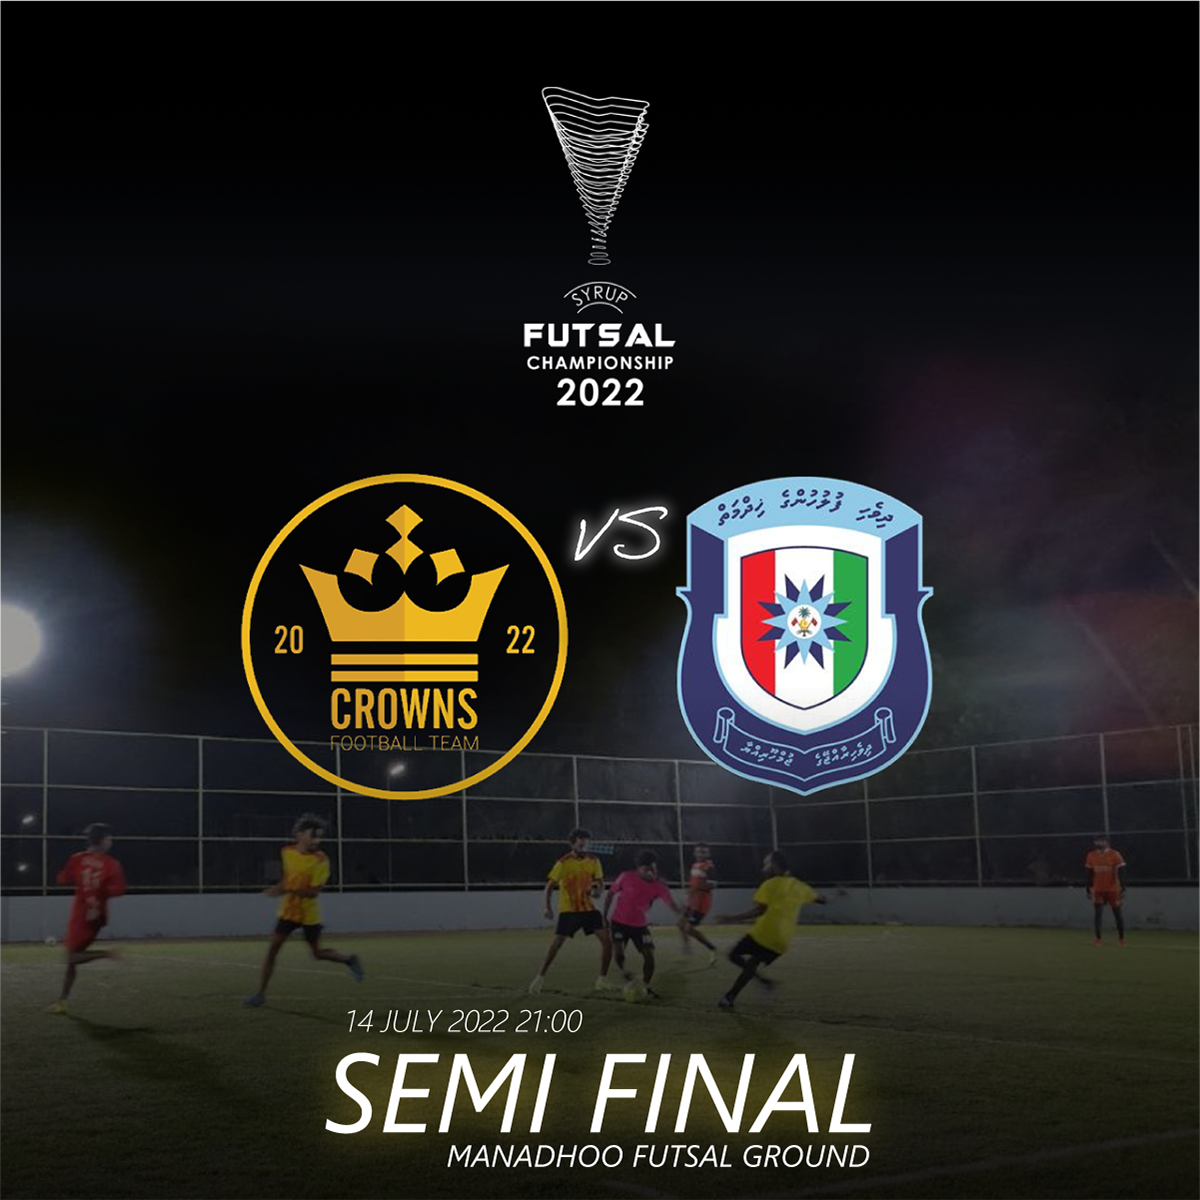 SYRUP
FUTSAL
CHAMPIONSHIP
2022
VS
20 22
CROWNS
FOOTBALL TEAM
ދިވެހި ފުލުހުންގެ ޚިދުމަތް
ދިވެހިރާއްޖޭގެ ޖުމްހޫރިއްޔާ
14 JULY 2022 21:00
SEMI FINAL
MANADHOO FUTSAL GROUND